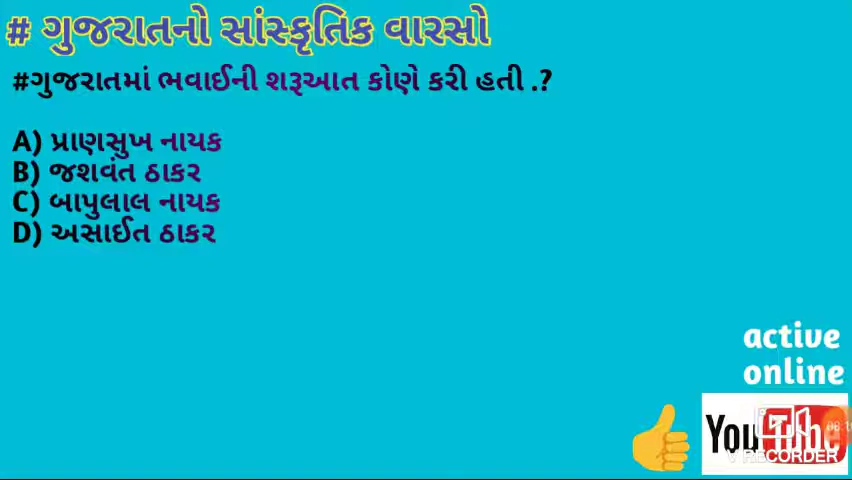 # ગુજરાતનો સાંસ્કૃતિક વારસો
#ગુજરાતમાં ભવાઈની શરૂઆત કોણે કરી હતી .?
A) પ્રાણસુખ નાયક
B) જશવંત ઠાકર
C) બાપુલાલ નાયક
D) અસાઈત ઠાકર
active
online
YouTube
V RECORDER